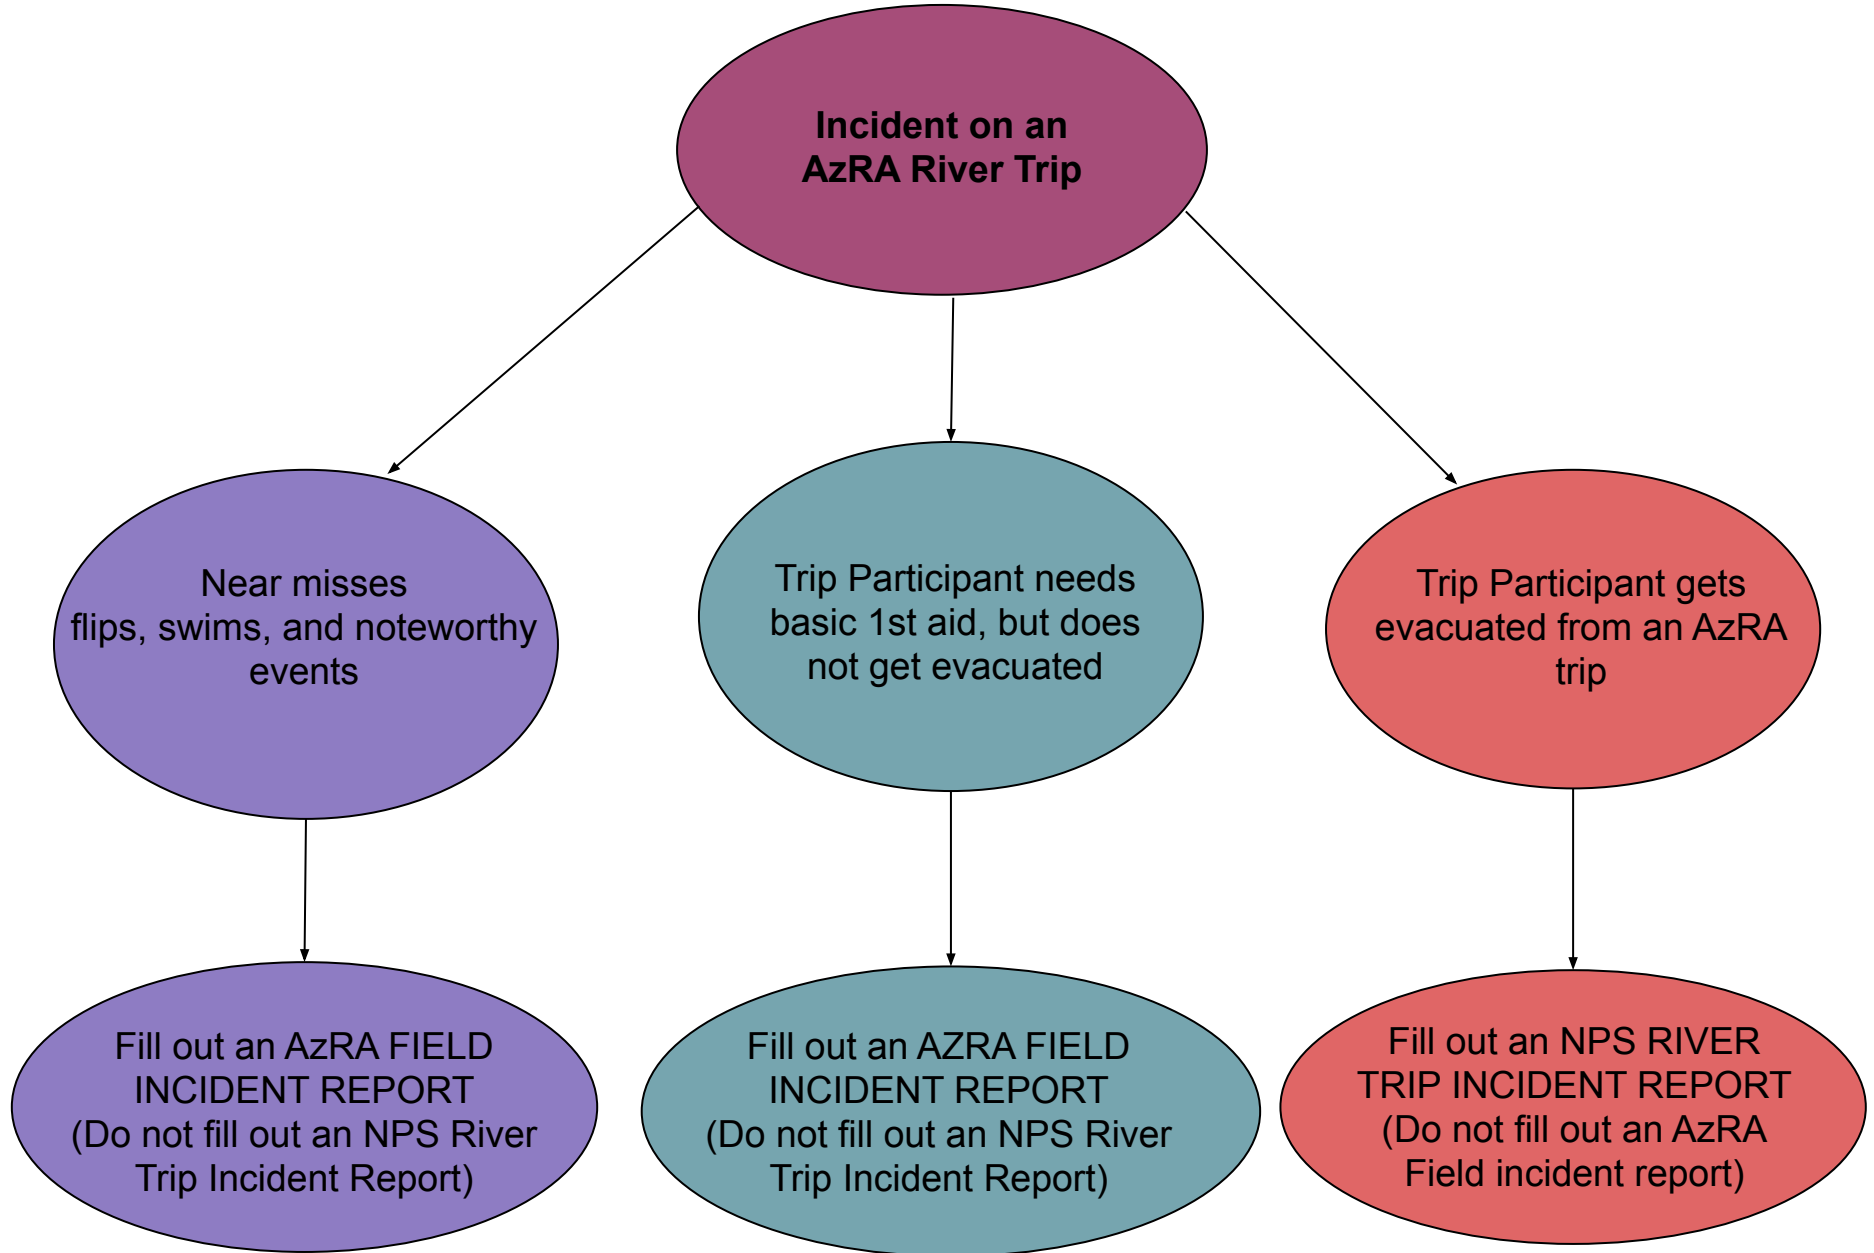 Incident on an
AzRA River Trip
Near misses
flips, swims, and noteworthy
events
Trip Participant needs
basic 1st aid, but does
not get evacuated
Trip Participant gets
evacuated from an AzRA
trip
Fill out an AzRA FIELD
INCIDENT REPORT
(Do not fill out an NPS River
Trip Incident Report)
Fill out an AZRA FIELD
INCIDENT REPORT
(Do not fill out an NPS River
Trip Incident Report)
Fill out an NPS RIVER
TRIP INCIDENT REPORT
(Do not fill out an AzRA
Field incident report)